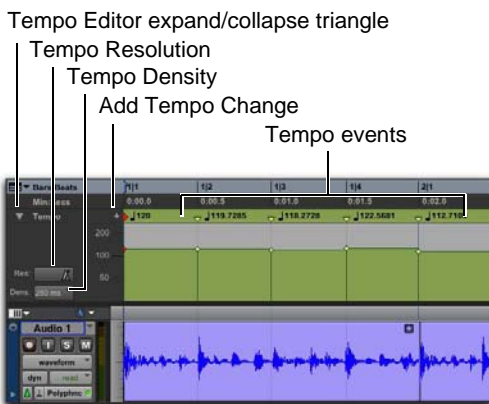 Tempo Editor expand/collapse triangle
Tempo Resolution
Tempo Density
Add Tempo Change
Tempo events
Bars|Beats 1|1 1|2 1|3 1|4 2|1
Min:Secs 0:00.0 0:00.5 0:01.0 0:01.5 0:02.0
Tempo + 120 119.7285 118.2728 122.5681 112.710
200
100
50
Res:
Dens: 250 ms
Audio 1
I S M
waveform
dyn read
Polyphnc